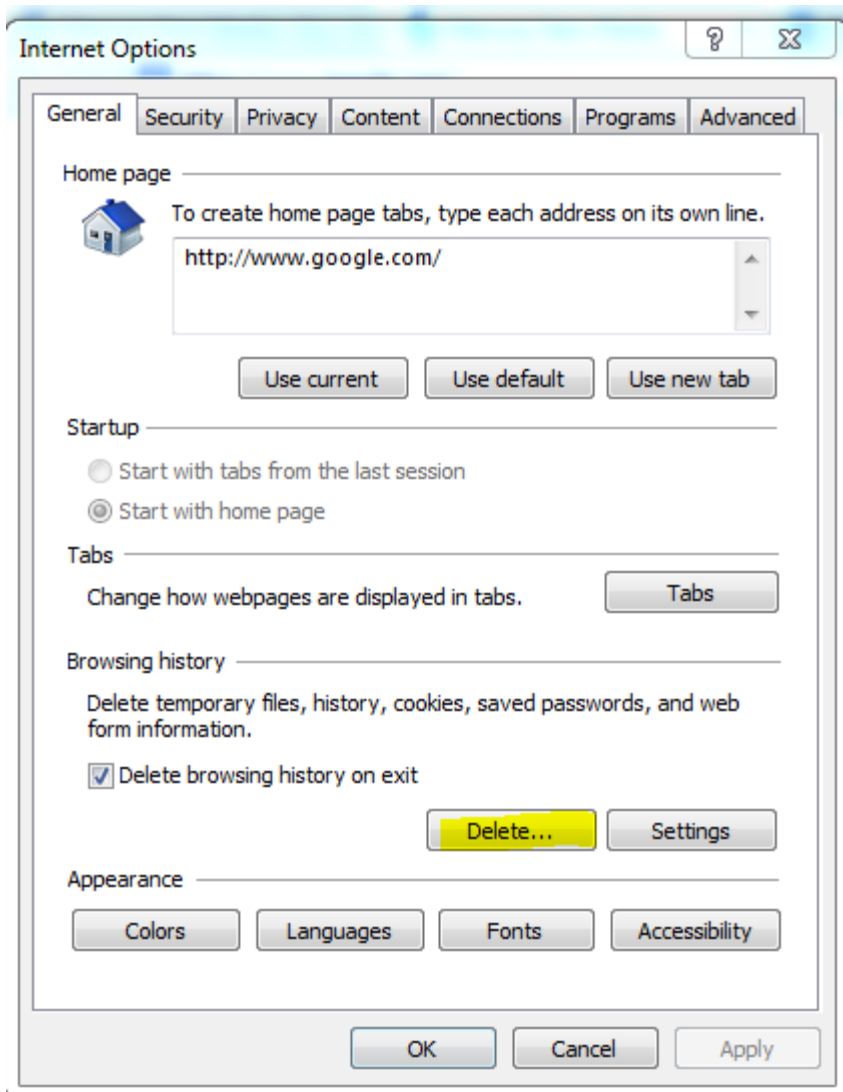 Internet Options
General Security Privacy Content Connections Programs Advanced
Home page
To create home page tabs, type each address on its own line.
http://www.google.com/
Use current Use default Use new tab
Startup
Start with tabs from the last session
Start with home page
Tabs
Change how webpages are displayed in tabs. Tabs
Browsing history
Delete temporary files, history, cookies, saved passwords, and web
form information.
Delete browsing history on exit
Delete... Settings
Appearance
Colors Languages Fonts Accessibility
OK Cancel Apply